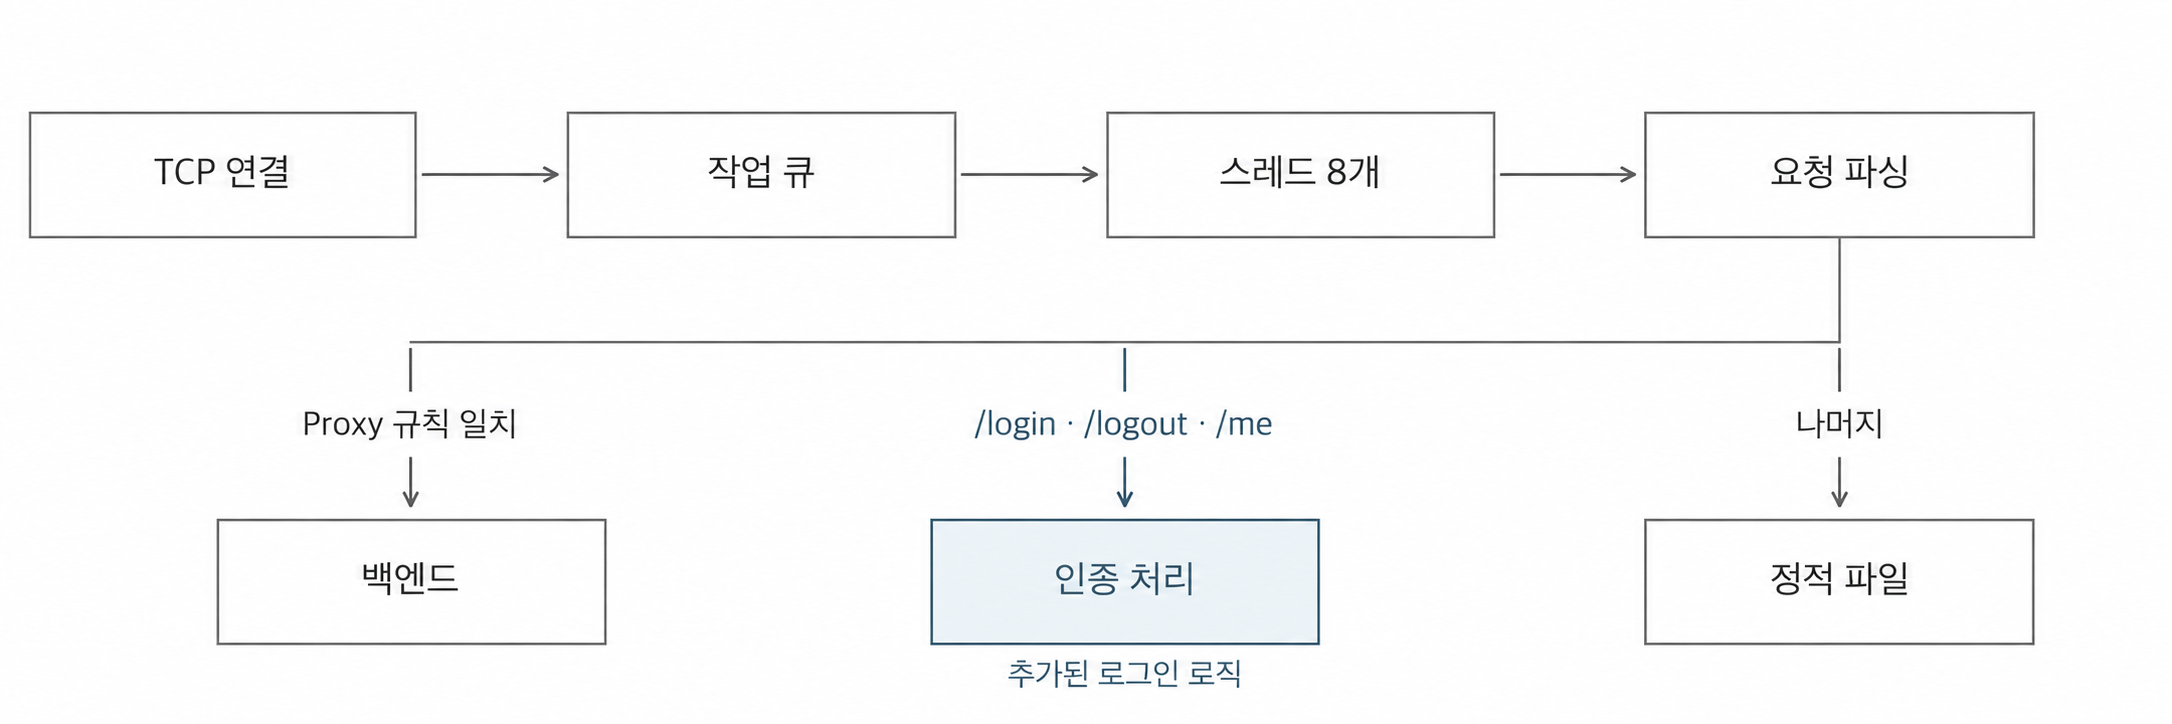 TCP 연결
작업 큐
스레드 8개
요청 파싱
Proxy 규칙 일치
/login · /logout · /me
나머지
백엔드
인종 처리
정적 파일
추가된 로그인 로직